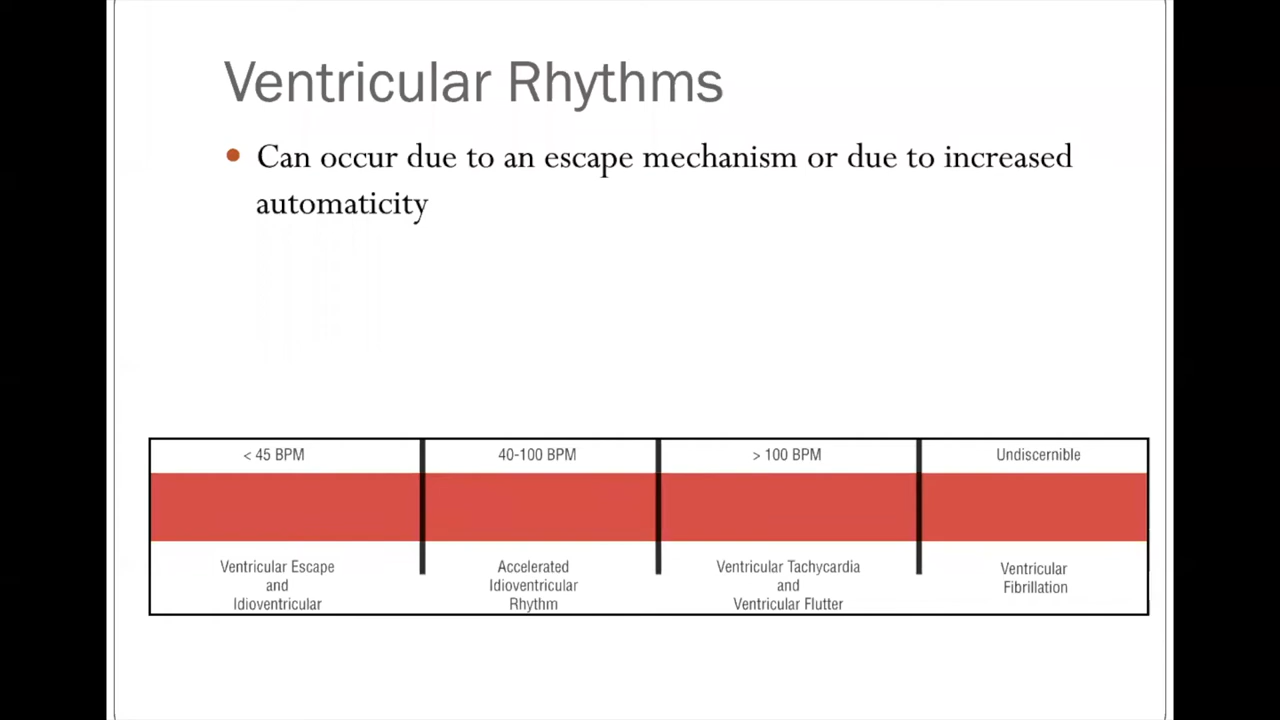 Ventricular Rhythms
Can occur due to an escape mechanism or due to increased
automaticity
< 45 BPM
40-100 BPM
> 100 BPM
Undiscernible
Ventricular Escape
and
Idioventricular
Accelerated
Idioventricular
Rhythm
Ventricular Tachycardia
and
Ventricular Flutter
Ventricular
Fibrillation